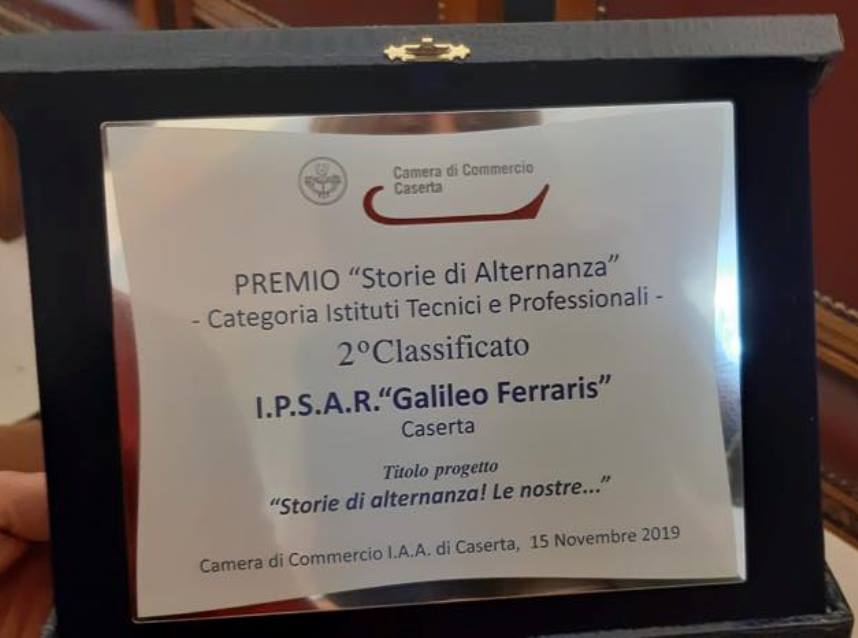 Camera di Commercio
Caserta
PREMIO “Storie di Alternanza”
- Categoria Istituti Tecnici e Professionali -
2°Classificato
I.P.S.A.R.“Galileo Ferraris”
Caserta
Titolo progetto
“Storie di alternanza! Le nostre...”
Camera di Commercio I.A.A. di Caserta, 15 Novembre 2019